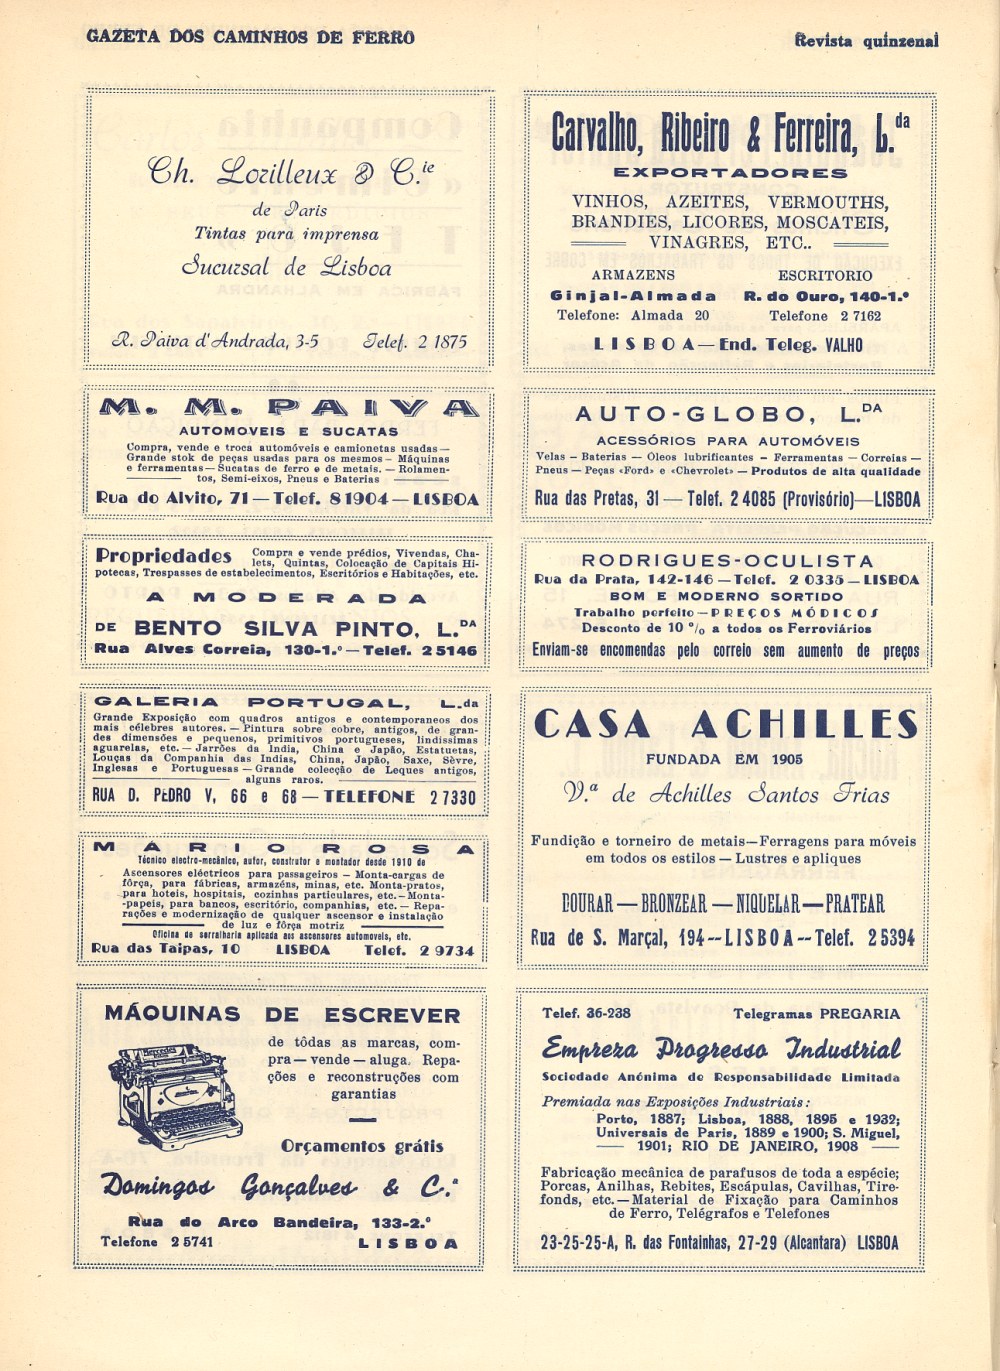 GAZETA DOS CAMINHOS DE FERRO
Revista quinzenal
Ch. Lorilleux & C.ie
de Paris
Tintas para imprensa
Sucursal de Lisboa
R. Paiva d'Andrada, 3-5 Telef. 2 1875
Carvalho, Ribeiro & Ferreira, L.da
EXPORTADORES
VINHOS, AZEITES, VERMOUTHS,
BRANDIES, LICORES, MOSCATEIS,
VINAGRES, ETC..
ARMAZENS ESCRITORIO
Ginjal-Almada R. do Ouro, 140-1.º
Telefone: Almada 20 Telefone 2 7162
LISBOA—End. Teleg. VALHO
M. M. PAIVA
AUTOMOVEIS E SUCATAS
Compra, vende e troca automóveis e camionetas usadas—
Grande stok de peças usadas para os mesmos — Máquinas
e ferramentas — Sucatas de ferro e de metais. — Rolamen-
tos, Semi-eixos, Pneus e Baterias
Rua do Alvito, 71 — Telef. 81904 — LISBOA
AUTO-GLOBO, L.DA
ACESSÓRIOS PARA AUTOMÓVEIS
Velas — Baterias — Óleos lubrificantes — Ferramentas — Correias —
Pneus — Peças «Ford» e «Chevrolet» — Produtos de alta qualidade
Rua das Pretas, 31 — Telef. 2 4085 (Provisório)—LISBOA
Propriedades Compra e vende prédios, Vivendas, Cha-
lets, Quintas, Colocação de Capitais Hi-
potecas, Trespasses de estabelecimentos, Escritórios e Habitações, etc.
A MODERADA
DE BENTO SILVA PINTO, L.DA
Rua Alves Correia, 130-1.º — Telef. 2 5146
RODRIGUES-OCULISTA
Rua da Prata, 142-146 — Telef. 2 0335 — LISBOA
BOM E MODERNO SORTIDO
Trabalho perfeito — PREÇOS MÓDICOS
Desconto de 10 % a todos os Ferroviários
Enviam-se encomendas pelo correio sem aumento de preços
GALERIA PORTUGAL, L.da
Grande Exposição com quadros antigos e contemporaneos dos
mais célebres autores. — Pintura sobre cobre, antigos, de gran-
des dimensões e pequenos, primitivos portugueses, lindissimas
aguarelas, etc. — Jarrões da India, China e Japão, Estatuetas,
Louças da Companhia das Indias, China, Japão, Saxe, Sèvre,
Inglesas e Portuguesas — Grande colecção de Leques antigos,
alguns raros.
RUA D. PEDRO V, 66 e 68 — TELEFONE 2 7330
CASA ACHILLES
FUNDADA EM 1905
V.ª de Achilles Santos Frias
Fundição e torneiro de metais—Ferragens para móveis
em todos os estilos — Lustres e apliques
DOURAR — BRONZEAR — NIQUELAR — PRATEAR
Rua de S. Marçal, 194--LISBOA--Telef. 2 5394
MÁRIO ROSA
Técnico electro-mecânico, autor, construtor e montador desde 1910 de
Ascensores eléctricos para passageiros — Monta-cargas de
fôrça, para fábricas, armazéns, minas, etc. Monta-pratos,
para hoteis, hospitais, cozinhas particulares, etc. — Monta-
-papeis, para bancos, escritório, companhias, etc. — Repa-
rações e modernização de qualquer ascensor e instalação
de luz e fôrça motriz
Oficina de serralharia aplicada aos ascensores automoveis, etc.
Rua das Taipas, 10 LISBOA Telef. 2 9734
MÁQUINAS DE ESCREVER
Mercedes
de tôdas as marcas, com-
pra — vende — aluga. Repa-
ções e reconstruções com
garantias
Orçamentos grátis
Domingos Gonçalves & C.ª
Rua do Arco Bandeira, 133-2.º
Telefone 2 5741 LISBOA
Telef. 36-238 Telegramas PREGARIA
Empreza Progresso Industrial
Sociedade Anónima de Responsabilidade Limitada
Premiada nas Exposições Industriais:
Porto, 1887; Lisboa, 1888, 1895 e 1932;
Universais de Paris, 1889 e 1900; S. Miguel,
1901; RIO DE JANEIRO, 1908
Fabricação mecânica de parafusos de toda a espécie;
Porcas, Anilhas, Rebites, Escápulas, Cavilhas, Tire-
fonds, etc. — Material de Fixação para Caminhos
de Ferro, Telégrafos e Telefones
23-25-25-A, R. das Fontainhas, 27-29 (Alcantara) LISBOA